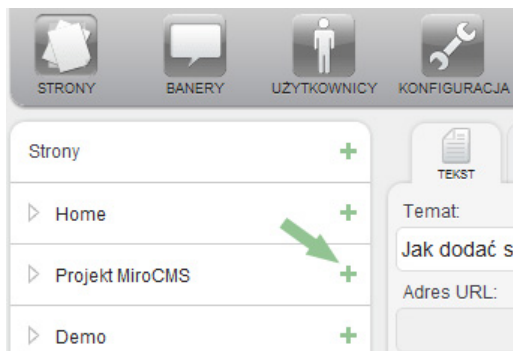 STRONY BANERY UŻYTKOWNICY KONFIGURACJA
Strony
Home
Projekt MiroCMS
Demo
TEKST
Temat:
Jak dodać s
Adres URL: